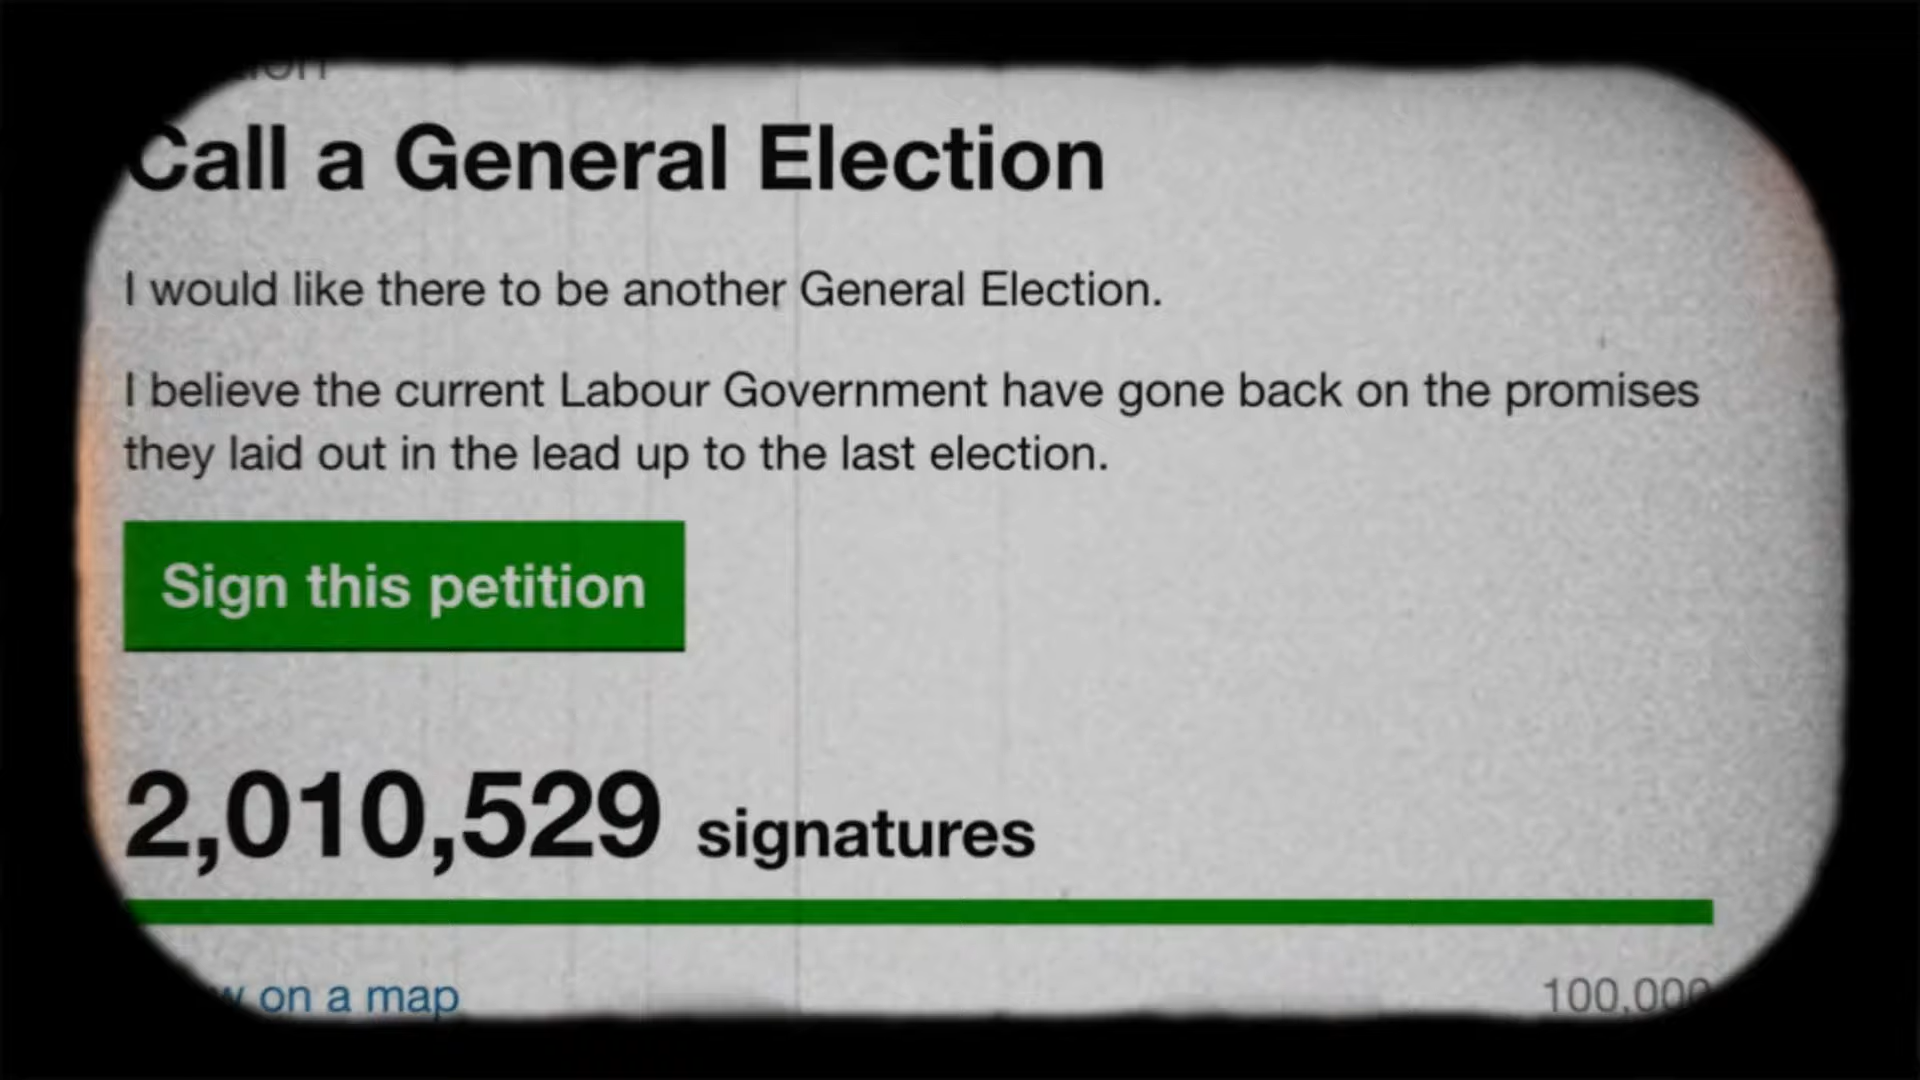 Call a General Election
I would like there to be another General Election.
I believe the current Labour Government have gone back on the promises
they laid out in the lead up to the last election.
Sign this petition
2,010,529 signatures
on a map
100,000